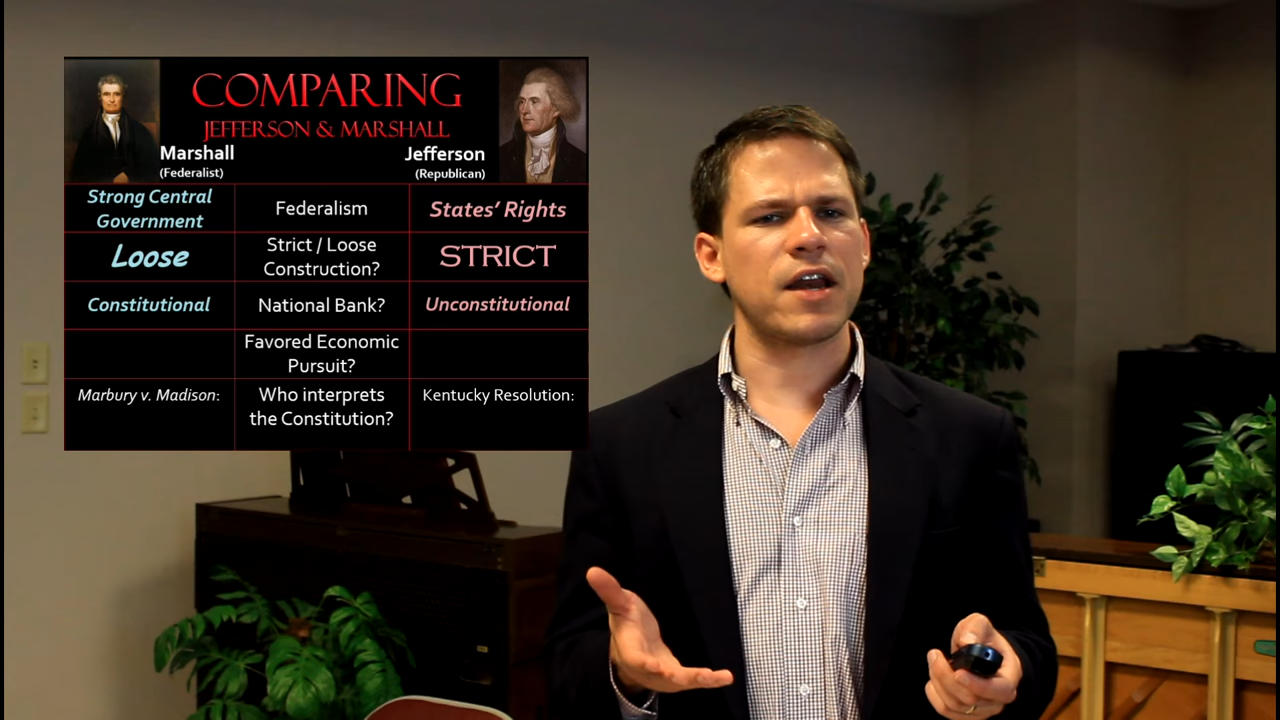 COMPARING
JEFFERSON & MARSHALL
Marshall
(Federalist)
Jefferson
(Republican)
Strong Central
Government
Federalism
States' Rights
Loose
Strict / Loose
Construction?
STRICT
Constitutional
National Bank?
Unconstitutional
Favored Economic
Pursuit?
Marbury v. Madison:
Who interprets
the Constitution?
Kentucky Resolution: